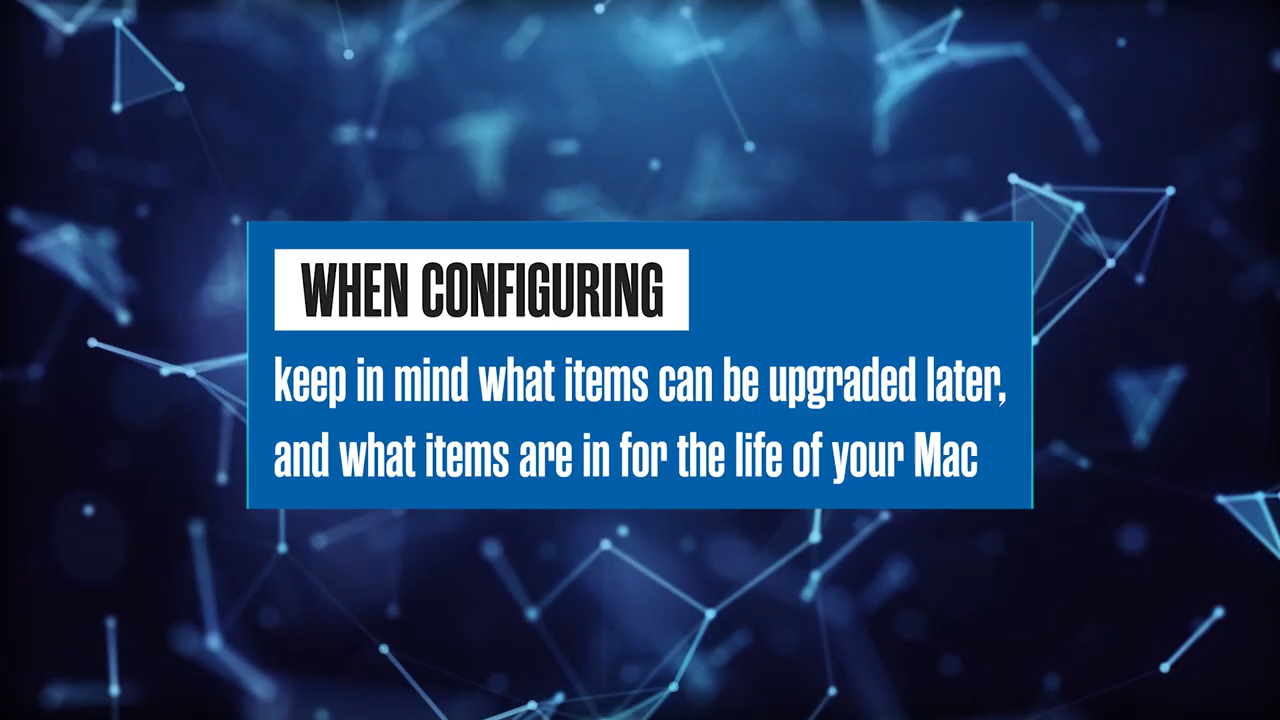 WHEN CONFIGURING
keep in mind what items can be upgraded later,
and what items are in for the life of your Mac